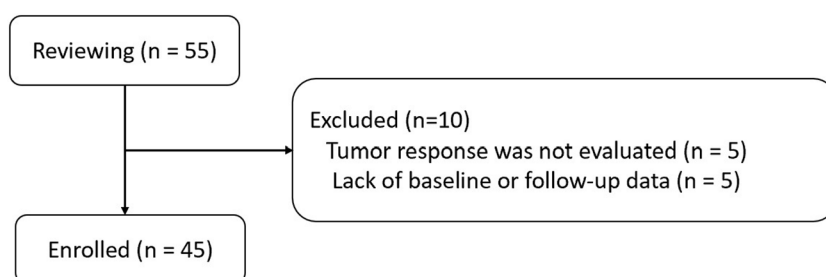 Reviewing (n = 55)
Excluded (n=10)
Tumor response was not evaluated (n = 5)
Lack of baseline or follow-up data (n = 5)
Enrolled (n = 45)